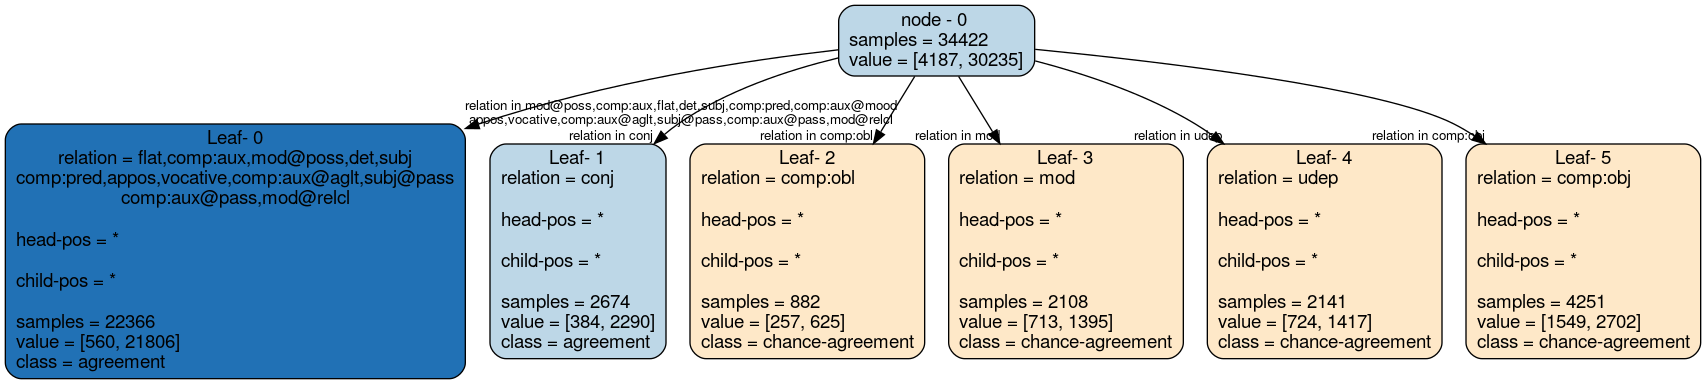 node - 0
samples = 34422
value = [4187, 30235]
relation in mod@poss,comp:aux,flat,det,subj,comp:pred,comp:aux@mood
appos,vocative,comp:aux@aglt,subj@pass,comp:aux@pass,mod@relcl
relation in conj
relation in comp:obl
relation in mod
relation in udep
relation in comp:obj
Leaf- 0
relation = flat,comp:aux,mod@poss,det,subj
comp:pred,appos,vocative,comp:aux@aglt,subj@pass
comp:aux@pass,mod@relcl
head-pos = *
child-pos = *
samples = 22366
value = [560, 21806]
class = agreement
Leaf- 1
relation = conj
head-pos = *
child-pos = *
samples = 2674
value = [384, 2290]
class = agreement
Leaf- 2
relation = comp:obl
head-pos = *
child-pos = *
samples = 882
value = [257, 625]
class = chance-agreement
Leaf- 3
relation = mod
head-pos = *
child-pos = *
samples = 2108
value = [713, 1395]
class = chance-agreement
Leaf- 4
relation = udep
head-pos = *
child-pos = *
samples = 2141
value = [724, 1417]
class = chance-agreement
Leaf- 5
relation = comp:obj
head-pos = *
child-pos = *
samples = 4251
value = [1549, 2702]
class = chance-agreement